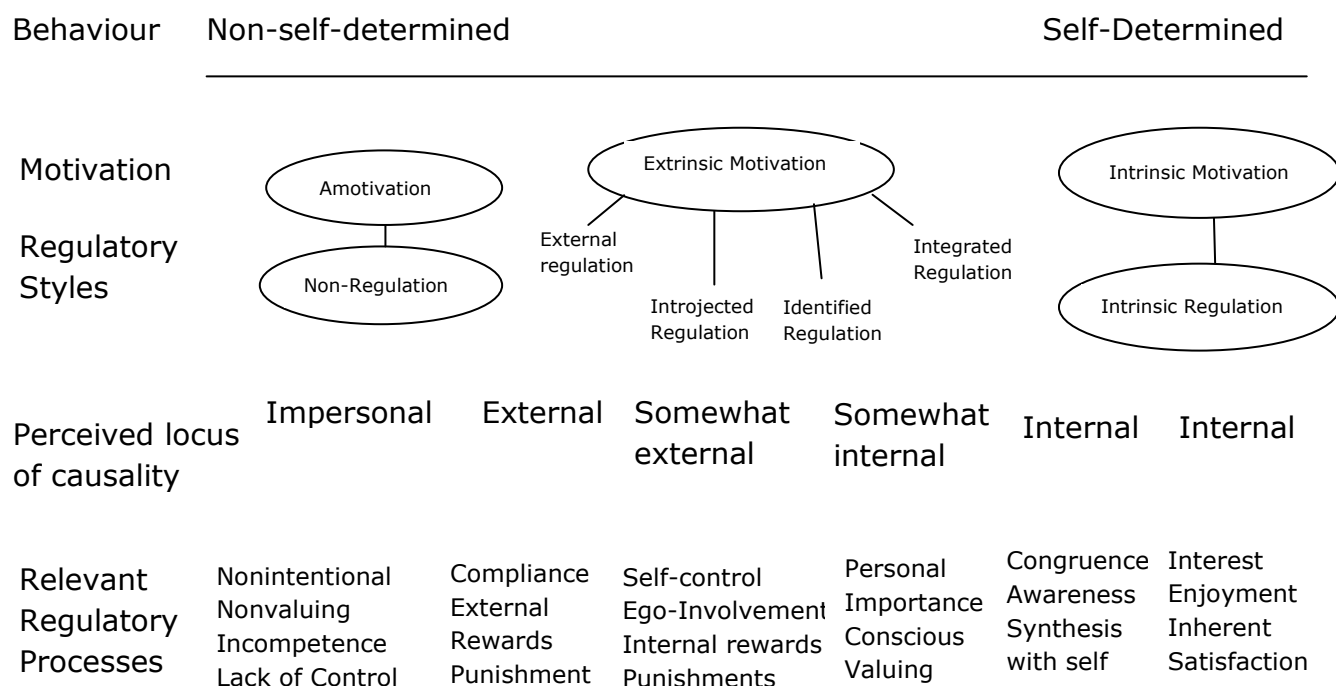 Behaviour Non-self-determined Self-Determined
Motivation
Amotivation
Extrinsic Motivation
Intrinsic Motivation
Regulatory
Styles
Non-Regulation
External
regulation
Introjected
Regulation
Identified
Regulation
Integrated
Regulation
Intrinsic Regulation
Perceived locus
of causality
Impersonal
External
Somewhat
external
Somewhat
internal
Internal
Internal
Relevant
Regulatory
Processes
Nonintentional
Nonvaluing
Incompetence
Lack of Control
Compliance
External
Rewards
Punishment
Self-control
Ego-Involvement
Internal rewards
Punishments
Personal
Importance
Conscious
Valuing
Congruence
Awareness
Synthesis
with self
Interest
Enjoyment
Inherent
Satisfaction